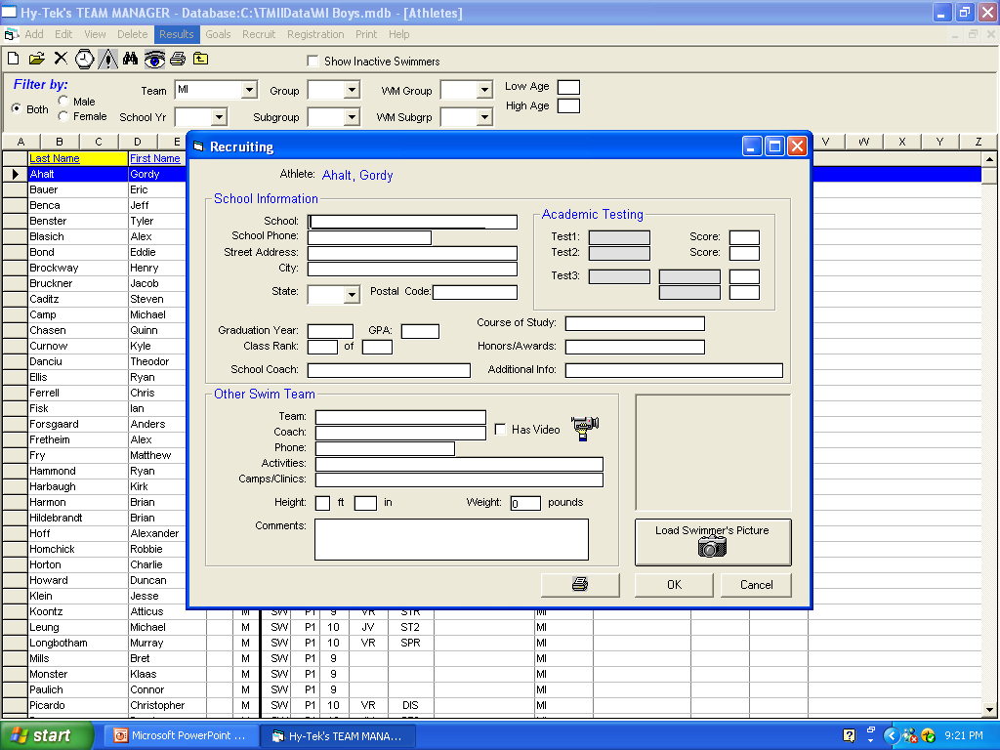 Hy-Tek's TEAM MANAGER - Database:C:\TMIIData\MI Boys.mdb - [Athletes]
Add Edit View Delete Results Goals Recruit Registration Print Help
Show Inactive Swimmers
Filter by:
Both Male Female
Team MI Group WM Group Low Age
High Age
School Yr Subgroup WM Subgrp
A B C D E V W X Y Z
Last Name First Name
Ahalt Gordy
Bauer Eric
Benca Jeff
Benster Tyler
Blasich Alex
Bond Eddie
Brockway Henry
Bruckner Jacob
Caditz Steven
Camp Michael
Chasen Quinn
Curnow Kyle
Danciu Theodor
Ellis Ryan
Ferrell Chris
Fisk Ian
Forsgaard Anders
Fretheim Alex
Fry Matthew
Hammond Ryan
Harbaugh Kirk
Harmon Brian
Hildebrandt Brian
Hoff Alexander
Homchick Robbie
Horton Charlie
Howard Duncan
Klein Jesse
Koontz Atticus M SW P1 9 VR STR MI
Leung Michael M SW P1 10 JV ST2 MI
Longbotham Murray M SW P1 10 VR SPR MI
Mills Bret M SW P1 9 MI
Monster Klaas M SW P1 9 MI
Paulich Connor M SW P1 9 MI
Picardo Christopher M SW P1 10 VR DIS MI
Recruiting
Athlete: Ahalt, Gordy
School Information
School:
School Phone:
Street Address:
City:
State: Postal Code:
Graduation Year: GPA:
Class Rank: of
School Coach:
Academic Testing
Test1: Score:
Test2: Score:
Test3:
Course of Study:
Honors/Awards:
Additional Info:
Other Swim Team
Team:
Coach:
Has Video
Phone:
Activities:
Camps/Clinics:
Height: ft in Weight: 0 pounds
Comments:
Load Swimmer's Picture
OK Cancel
start Microsoft PowerPoint ... Hy-Tek's TEAM MANA... 9:21 PM